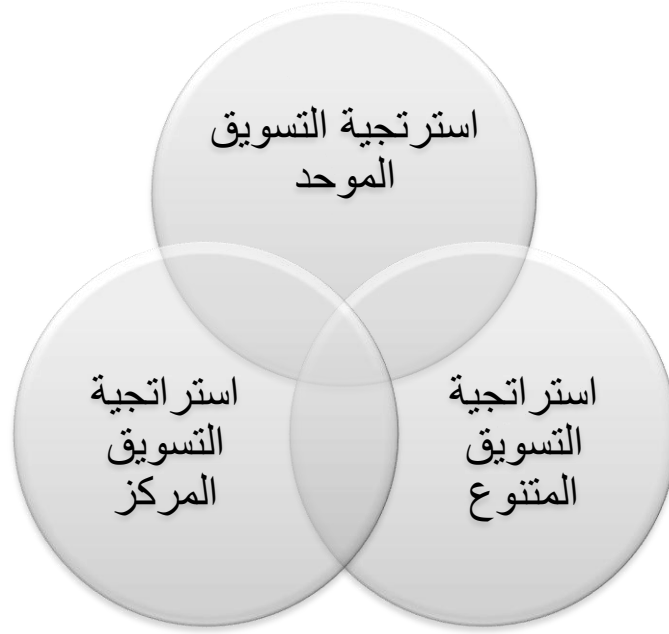 استرتجية التسويق
الموحد
استراتجية
التسويق
المتنوع
استراتجية
التسويق
المركز